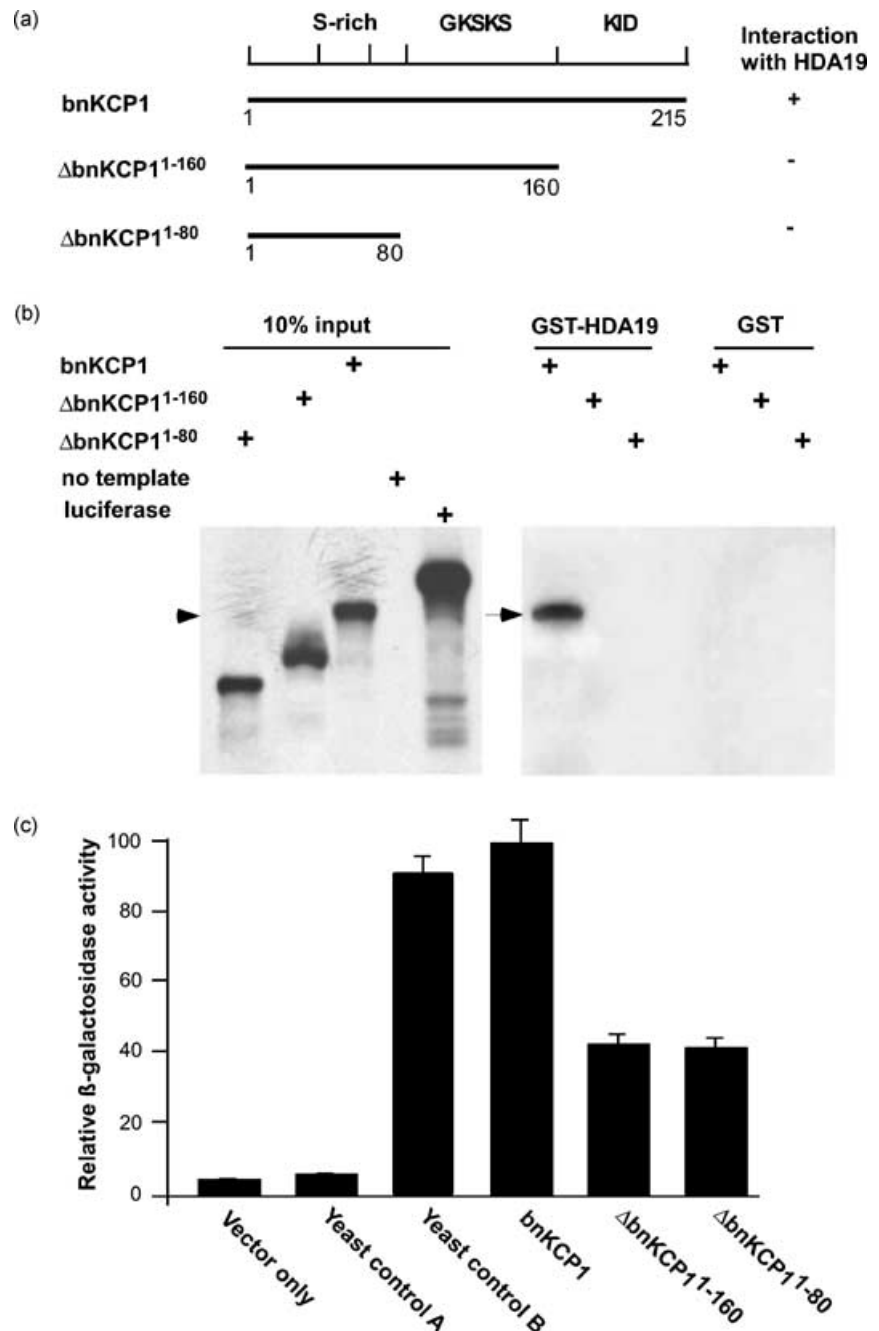 (a)
S-rich GKSKS KID Interaction with HDA19
bnKCP1 +
1 215
ΔbnKCP1¹⁻¹⁶⁰ -
1 160
ΔbnKCP1¹⁻⁸⁰ -
1 80
(b)
10% input GST-HDA19 GST
bnKCP1 + + +
ΔbnKCP1¹⁻¹⁶⁰ + + +
ΔbnKCP1¹⁻⁸⁰ + + +
no template +
luciferase +
(c)
Relative ß-galactosidase activity
100
80
60
40
20
0
Vector only
Yeast control A
Yeast control B
bnKCP1
ΔbnKCP1¹⁻¹⁶⁰
ΔbnKCP1¹⁻⁸⁰